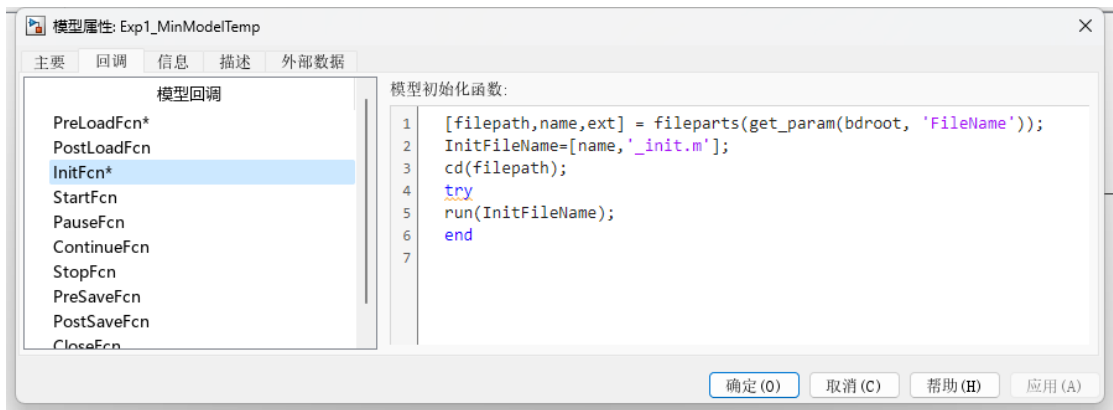 模型属性: Exp1_MinModelTemp
主要 回调 信息 描述 外部数据
模型回调
PreLoadFcn*
PostLoadFcn
InitFcn*
StartFcn
PauseFcn
ContinueFcn
StopFcn
PreSaveFcn
PostSaveFcn
CloseFcn
模型初始化函数:
1 [filepath,name,ext] = fileparts(get_param(bdroot, 'FileName'));
2 InitFileName=[name,'_init.m'];
3 cd(filepath);
4 try
5 run(InitFileName);
6 end
7
确定(O) 取消(C) 帮助(H) 应用(A)